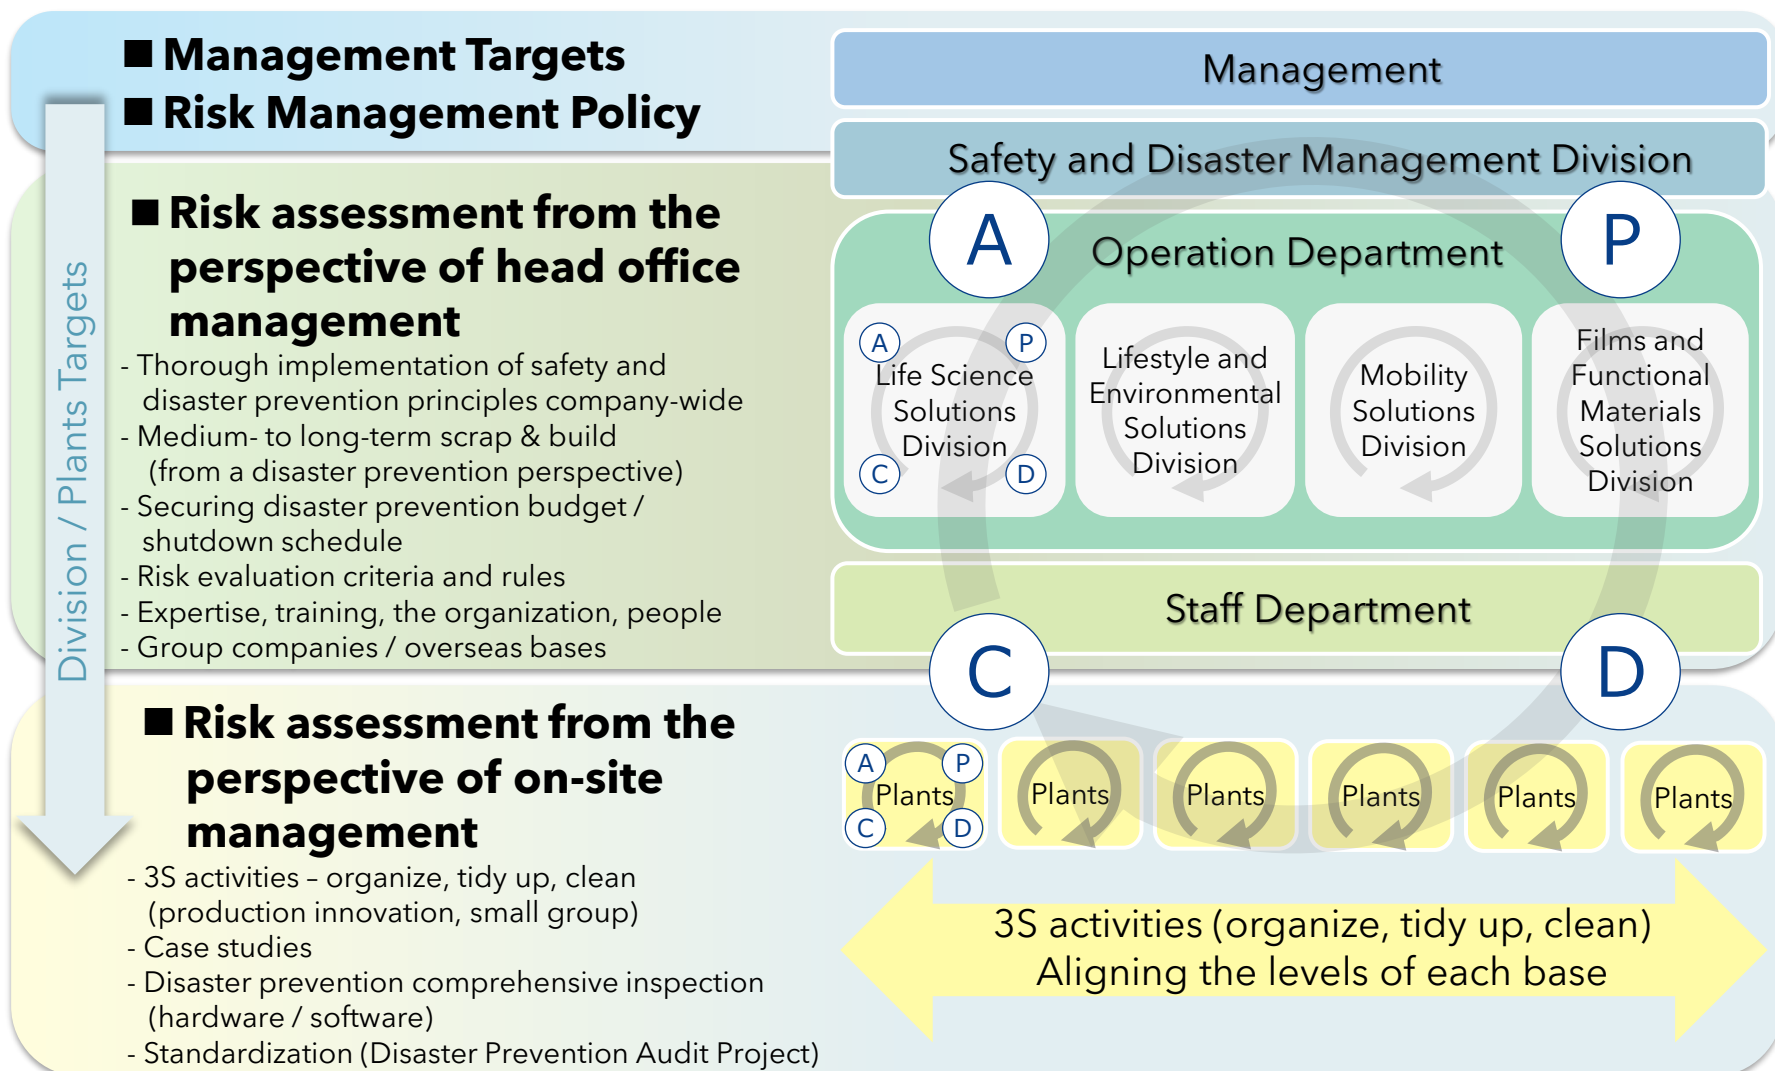 ■ Management Targets
■ Risk Management Policy
Division / Plants Targets
■ Risk assessment from the
perspective of head office
management
- Thorough implementation of safety and
disaster prevention principles company-wide
- Medium- to long-term scrap & build
(from a disaster prevention perspective)
- Securing disaster prevention budget /
shutdown schedule
- Risk evaluation criteria and rules
- Expertise, training, the organization, people
- Group companies / overseas bases
■ Risk assessment from the
perspective of on-site
management
- 3S activities – organize, tidy up, clean
(production innovation, small group)
- Case studies
- Disaster prevention comprehensive inspection
(hardware / software)
- Standardization (Disaster Prevention Audit Project)
Management
Safety and Disaster Management Division
A
P
Operation Department
A
P
Life Science
Solutions
Division
C
D
Lifestyle and
Environmental
Solutions
Division
Mobility
Solutions
Division
Films and
Functional
Materials
Solutions
Division
Staff Department
C
D
A
P
Plants
C
D
Plants
Plants
Plants
Plants
Plants
3S activities (organize, tidy up, clean)
Aligning the levels of each base